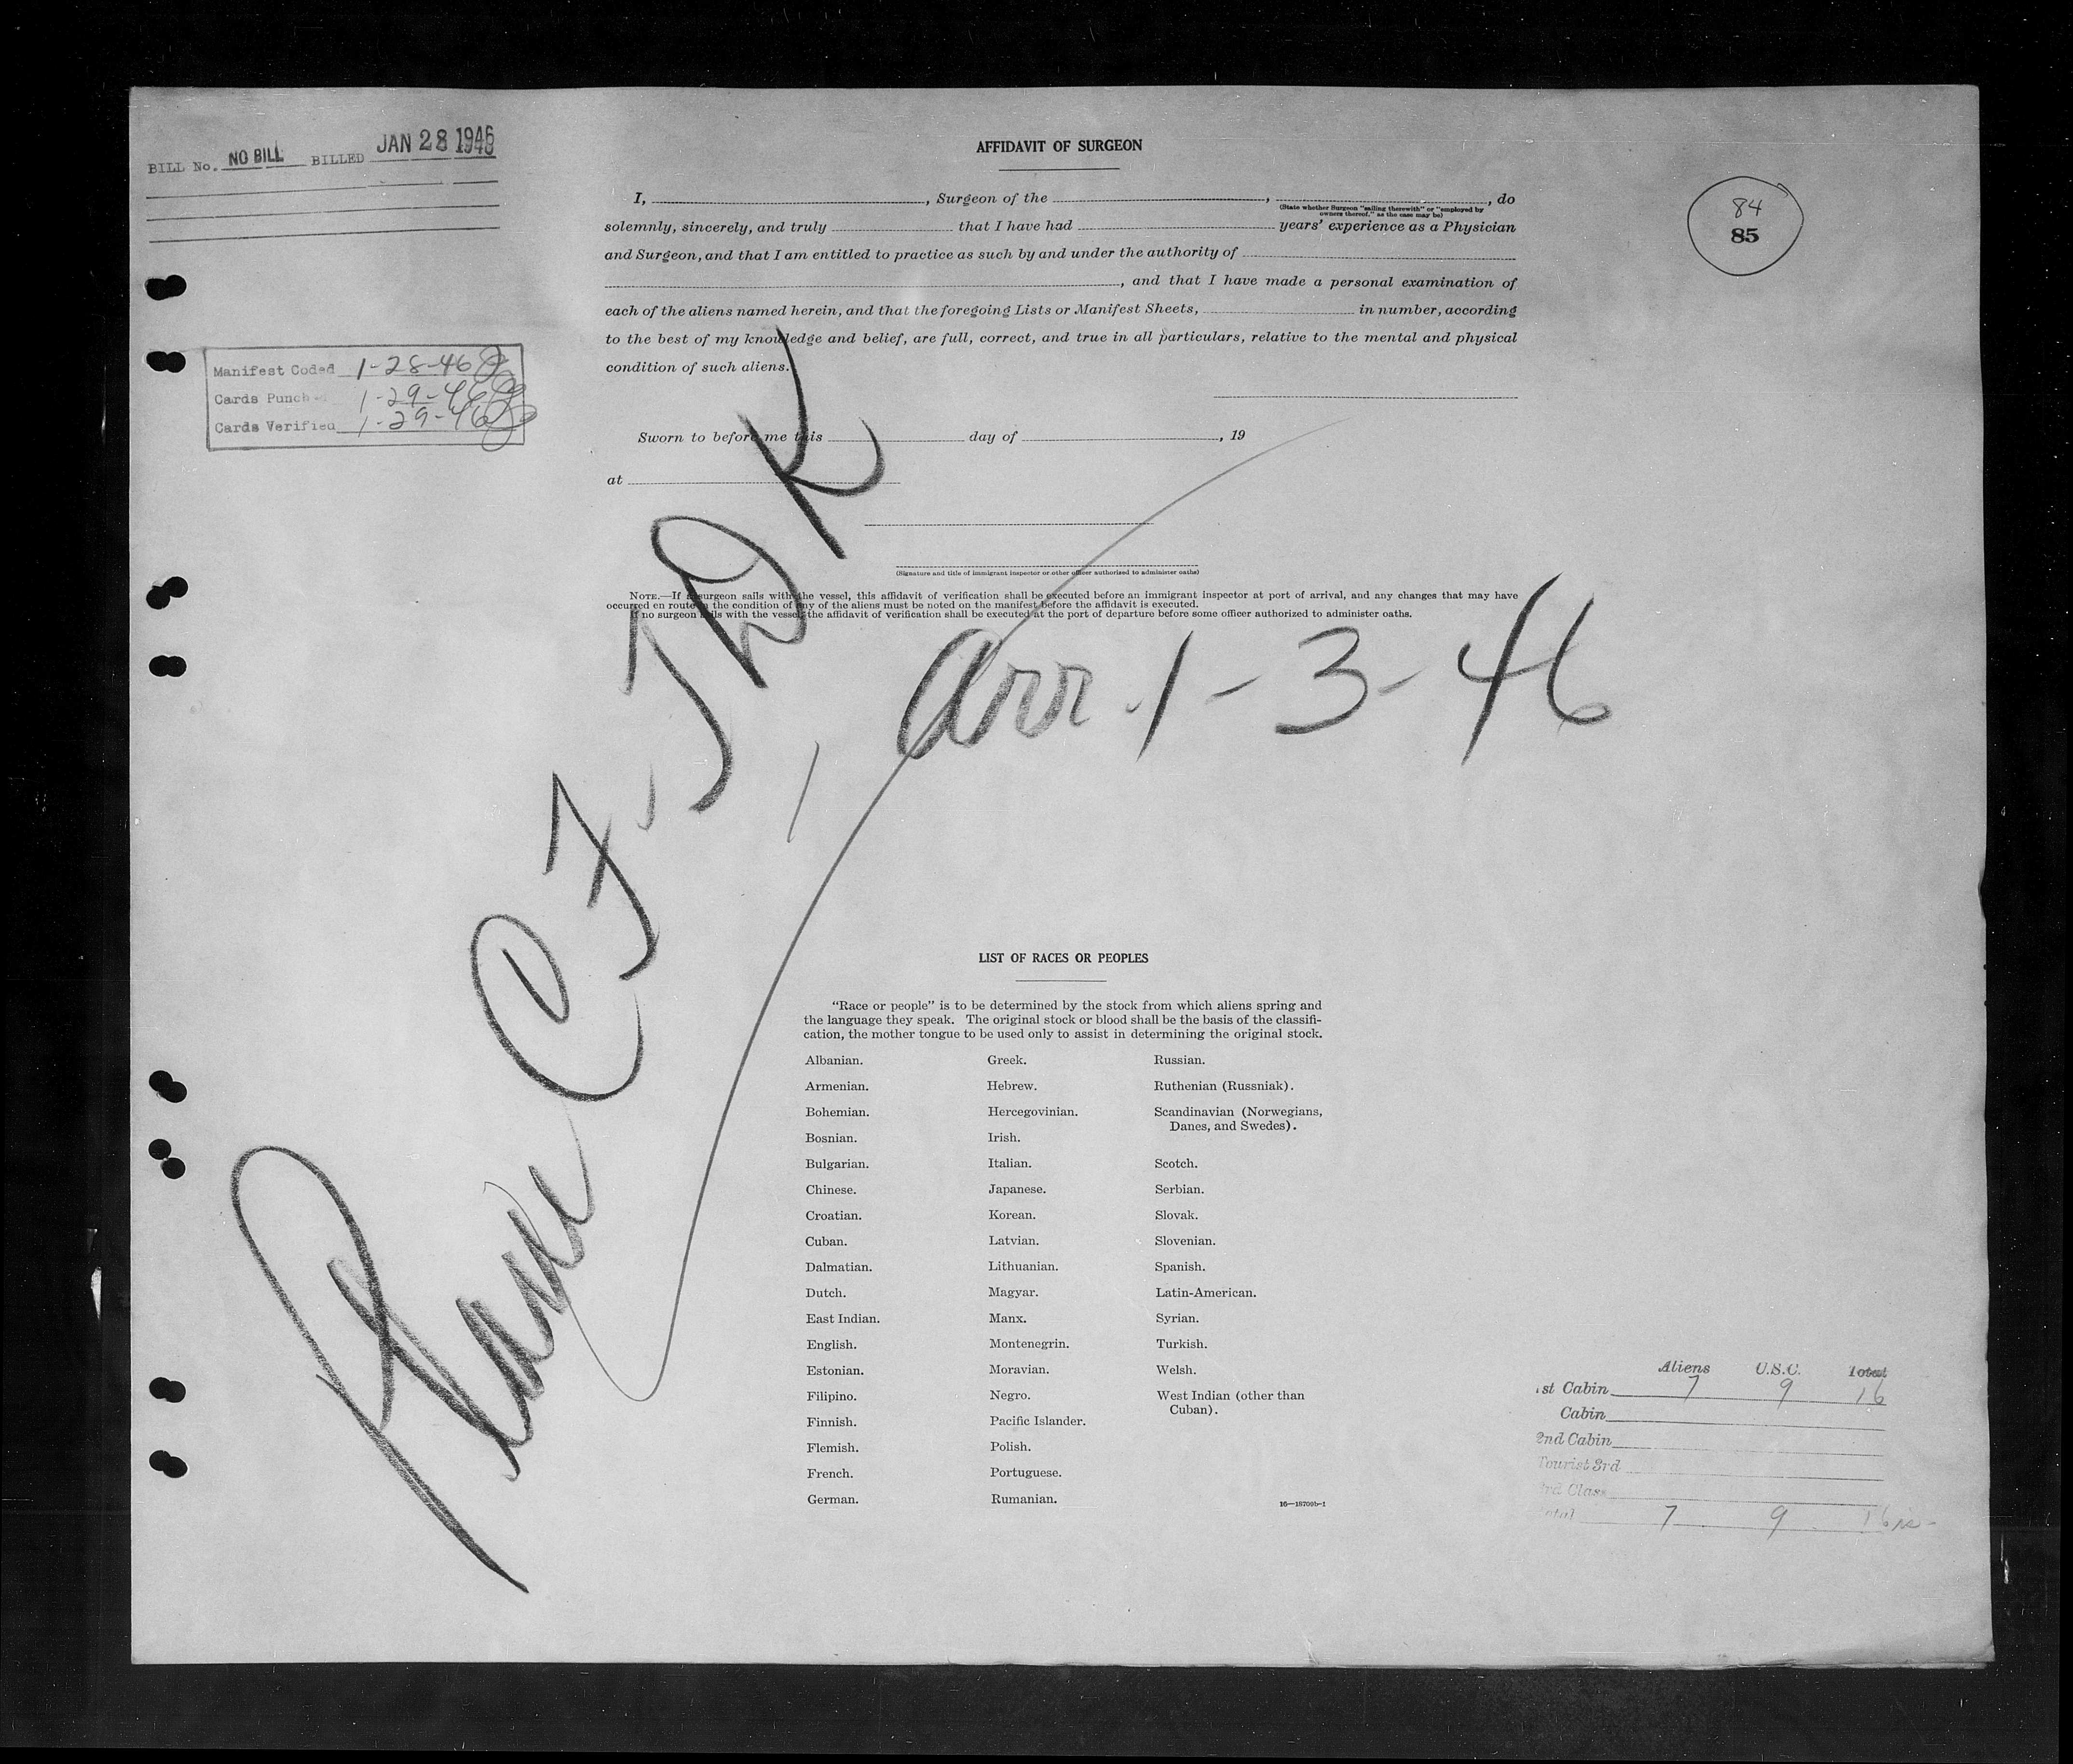 BILL No. NO BILL BILLED JAN 28 1946
AFFIDAVIT OF SURGEON
84
85
I, , Surgeon of the , , do
(State whether Surgeon "sailing therewith" or "employed by
owners thereof," as the case may be)
solemnly, sincerely, and truly that I have had years' experience as a Physician
and Surgeon, and that I am entitled to practice as such by and under the authority of
, and that I have made a personal examination of
each of the aliens named herein, and that the foregoing Lists or Manifest Sheets, in number, according
to the best of my knowledge and belief, are full, correct, and true in all particulars, relative to the mental and physical
condition of such aliens.
Manifest Coded 1-28-46
Cards Punched 1-29-46
Cards Verified 1-29-46
Sworn to before me this day of , 19
at
(Signature and title of immigrant inspector or other officer authorized to administer oaths)
NOTE.—If a surgeon sails with the vessel, this affidavit of verification shall be executed before an immigrant inspector at port of arrival, and any changes that may have
occurred en route in the condition of any of the aliens must be noted on the manifest before the affidavit is executed.
If no surgeon sails with the vessel, the affidavit of verification shall be executed at the port of departure before some officer authorized to administer oaths.
Plane CF-TDK, arr. 1-3-46
LIST OF RACES OR PEOPLES
"Race or people" is to be determined by the stock from which aliens spring and
the language they speak. The original stock or blood shall be the basis of the classifi-
cation, the mother tongue to be used only to assist in determining the original stock.
Albanian.
Armenian.
Bohemian.
Bosnian.
Bulgarian.
Chinese.
Croatian.
Cuban.
Dalmatian.
Dutch.
East Indian.
English.
Estonian.
Filipino.
Finnish.
Flemish.
French.
German.
Greek.
Hebrew.
Hercegovinian.
Irish.
Italian.
Japanese.
Korean.
Latvian.
Lithuanian.
Magyar.
Manx.
Montenegrin.
Moravian.
Negro.
Pacific Islander.
Polish.
Portuguese.
Rumanian.
Russian.
Ruthenian (Russniak).
Scandinavian (Norwegians,
Danes, and Swedes).
Scotch.
Serbian.
Slovak.
Slovenian.
Spanish.
Latin-American.
Syrian.
Turkish.
Welsh.
West Indian (other than
Cuban).
16—18709b-1
Aliens U.S.C. Total
1st Cabin 7 9 16
Cabin
2nd Cabin
Tourist 3rd
3rd Class
Total 7 9 16